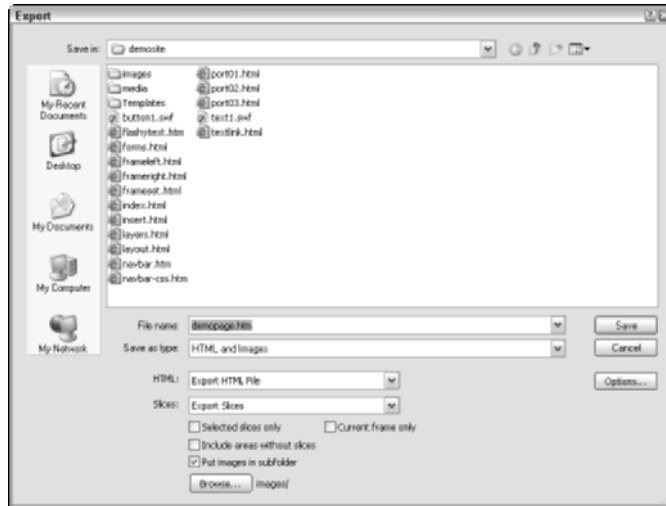 Export
Save in: demosite
My Recent
Documents
Desktop
My Documents
My Computer
My Network
images
media
Templates
button1.swf
flashytext.htm
forms.html
frameleft.html
frameright.html
frameset.html
index.html
insert.html
layers.html
layout.html
navbar.htm
navbar-css.htm
port01.html
port02.html
port03.html
text1.swf
textlink.html
File name: demopage.htm Save
Save as type: HTML and Images Cancel
HTML: Export HTML File Options...
Slices: Export Slices
Selected slices only Current frame only
Include areas without slices
Put images in subfolder
Browse... images/